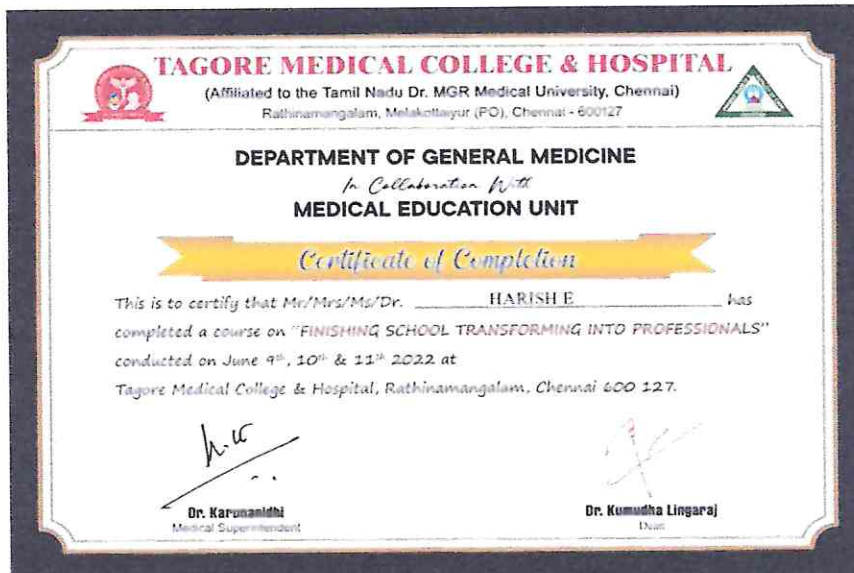 TAGORE MEDICAL COLLEGE & HOSPITAL
(Affiliated to the Tamil Nadu Dr. MGR Medical University, Chennai)
Rathinamangalam, Melakottaiyur (PO), Chennai - 600127
DEPARTMENT OF GENERAL MEDICINE
In Collaboration With
MEDICAL EDUCATION UNIT
Certificate of Completion
This is to certify that Mr/Mrs/Ms/Dr. HARISH E has
completed a course on "FINISHING SCHOOL TRANSFORMING INTO PROFESSIONALS"
conducted on June 9th, 10th & 11th 2022 at
Tagore Medical College & Hospital, Rathinamangalam, Chennai 600 127.
Dr. Karunanidhi
Medical Superintendent
Dr. Kumudha Lingaraj
Dean